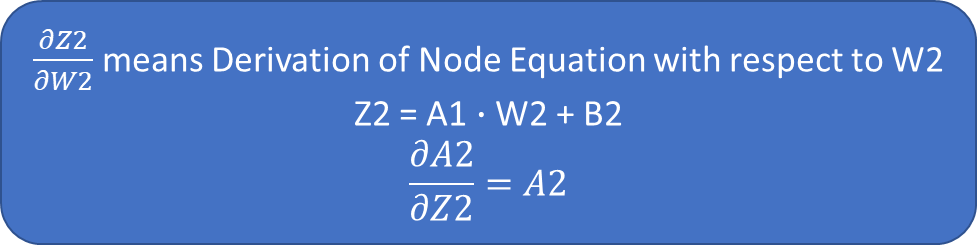 ∂Z2/∂W2 means Derivation of Node Equation with respect to W2
Z2 = A1 · W2 + B2
∂A2/∂Z2 = A2